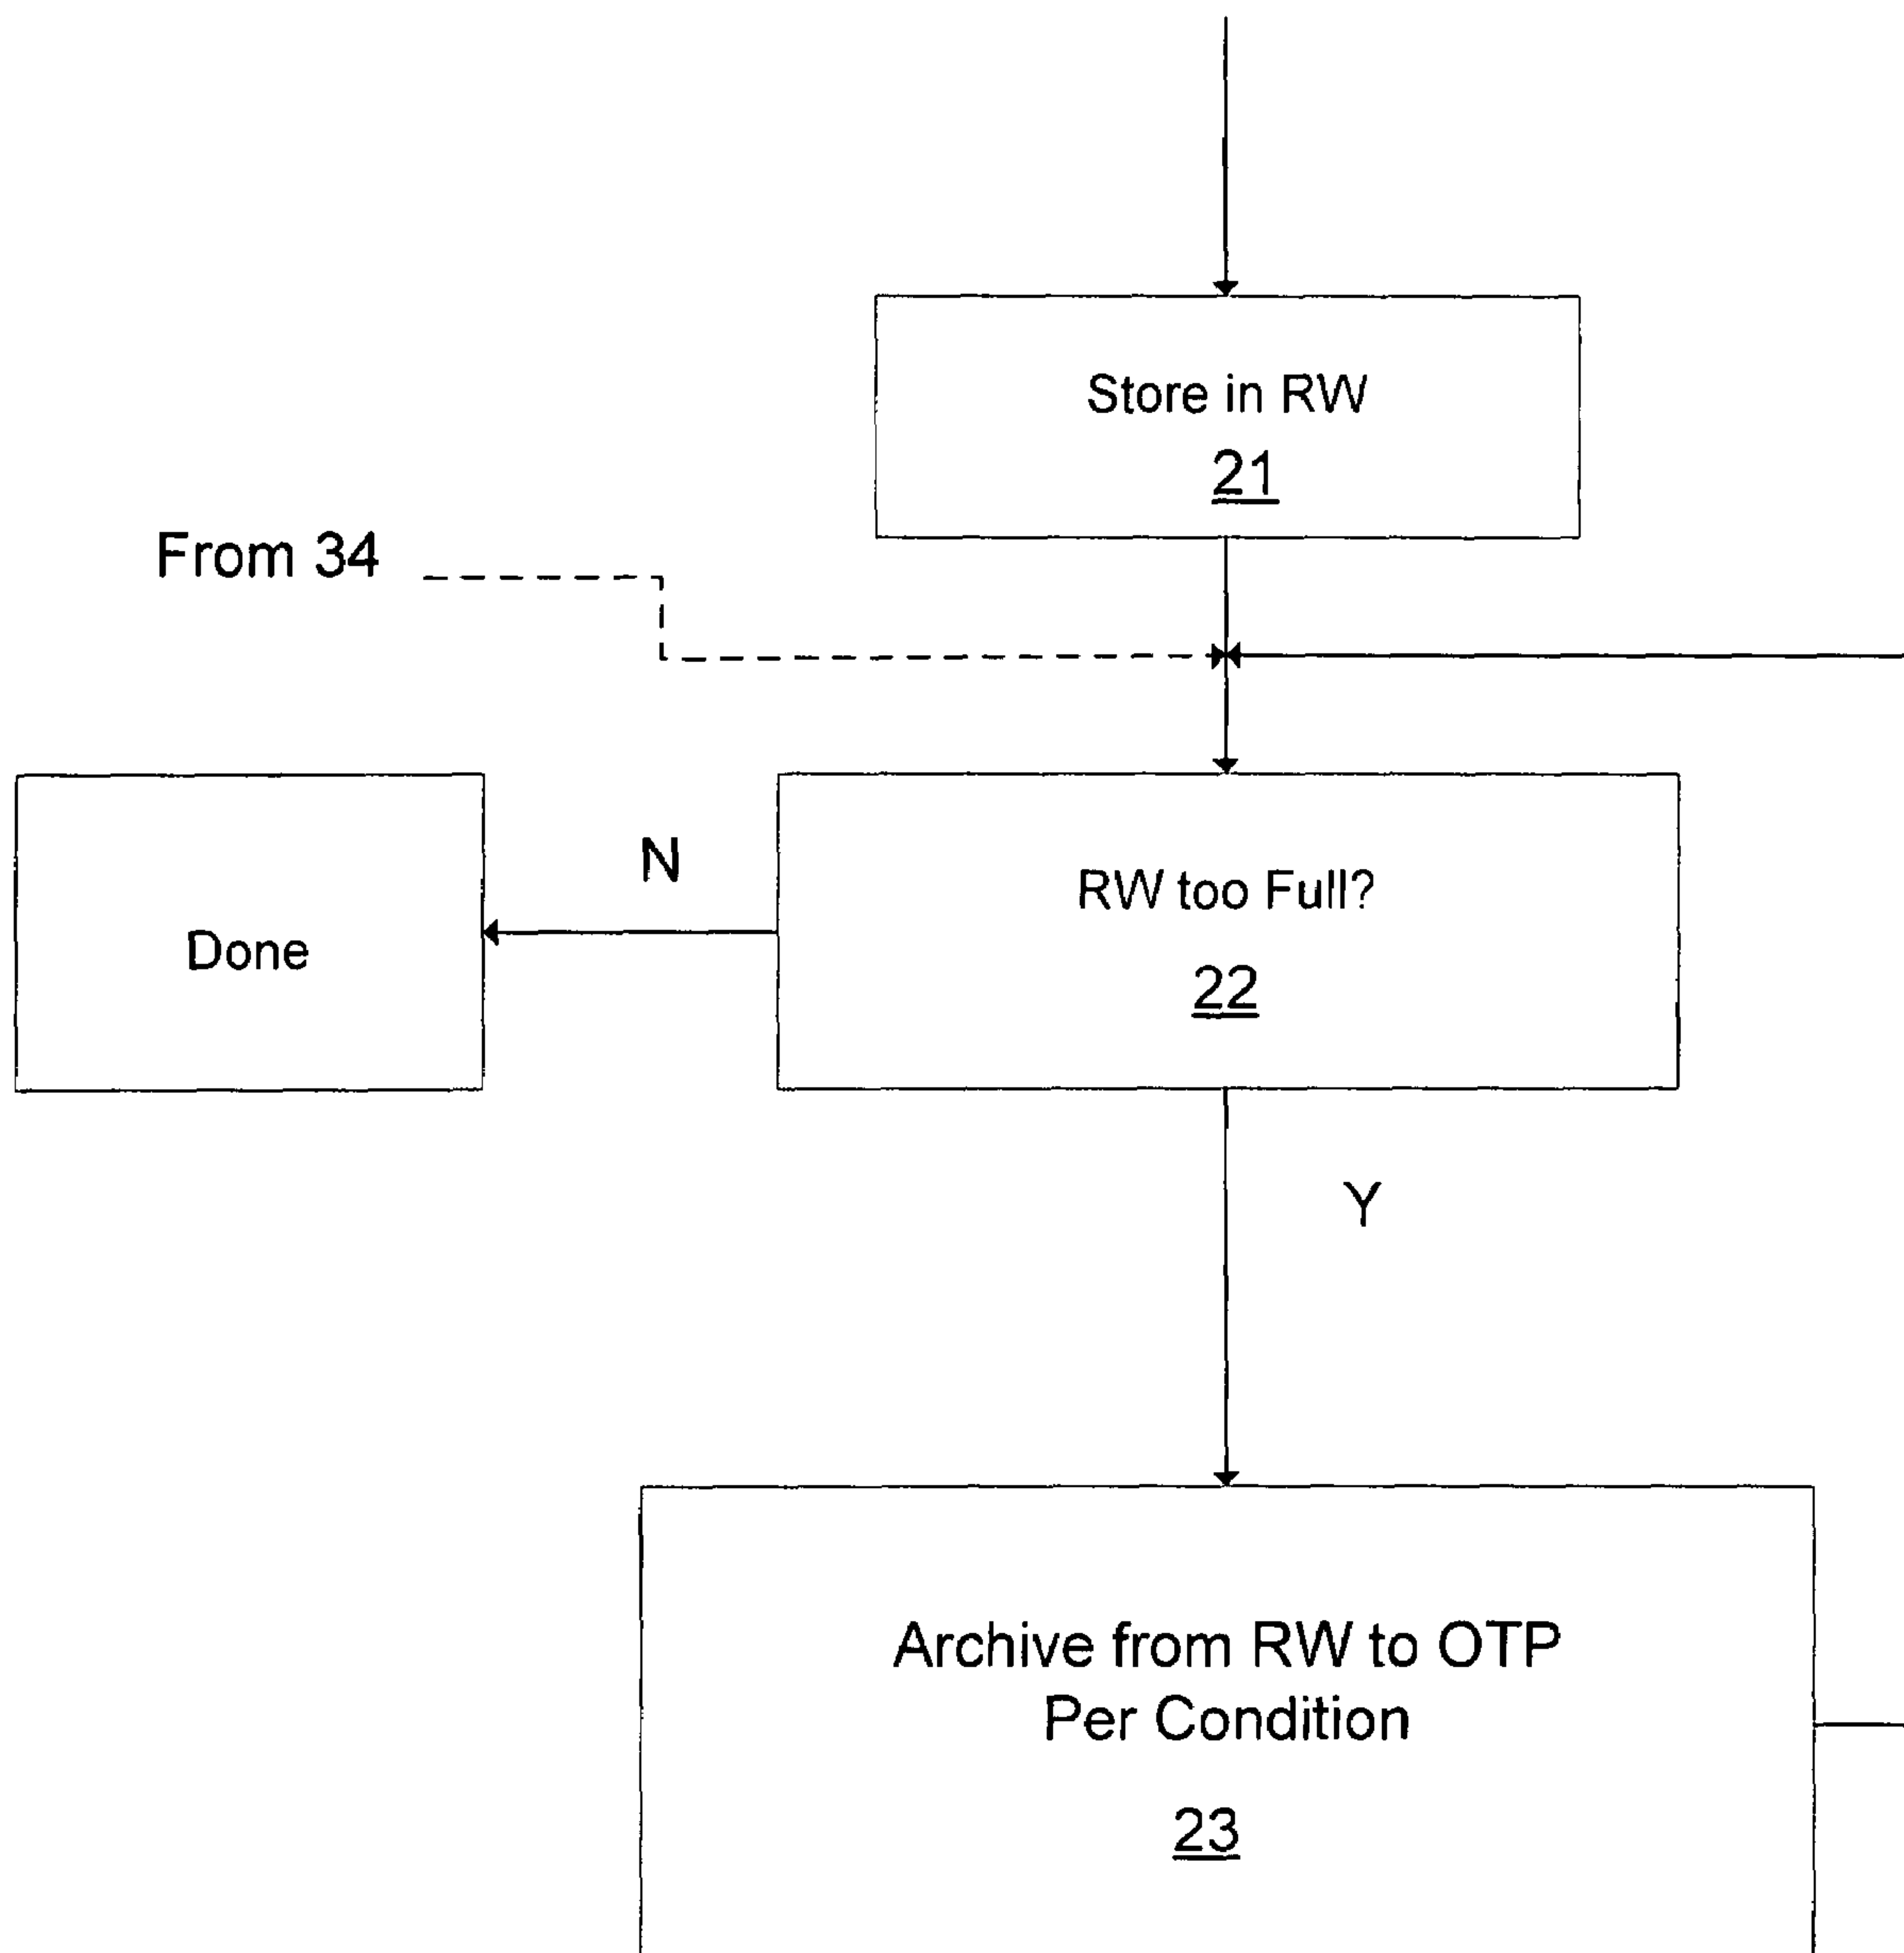 Store in RW
21
From 34
N
RW too Full?
22
Done
Y
Archive from RW to OTP
Per Condition
23